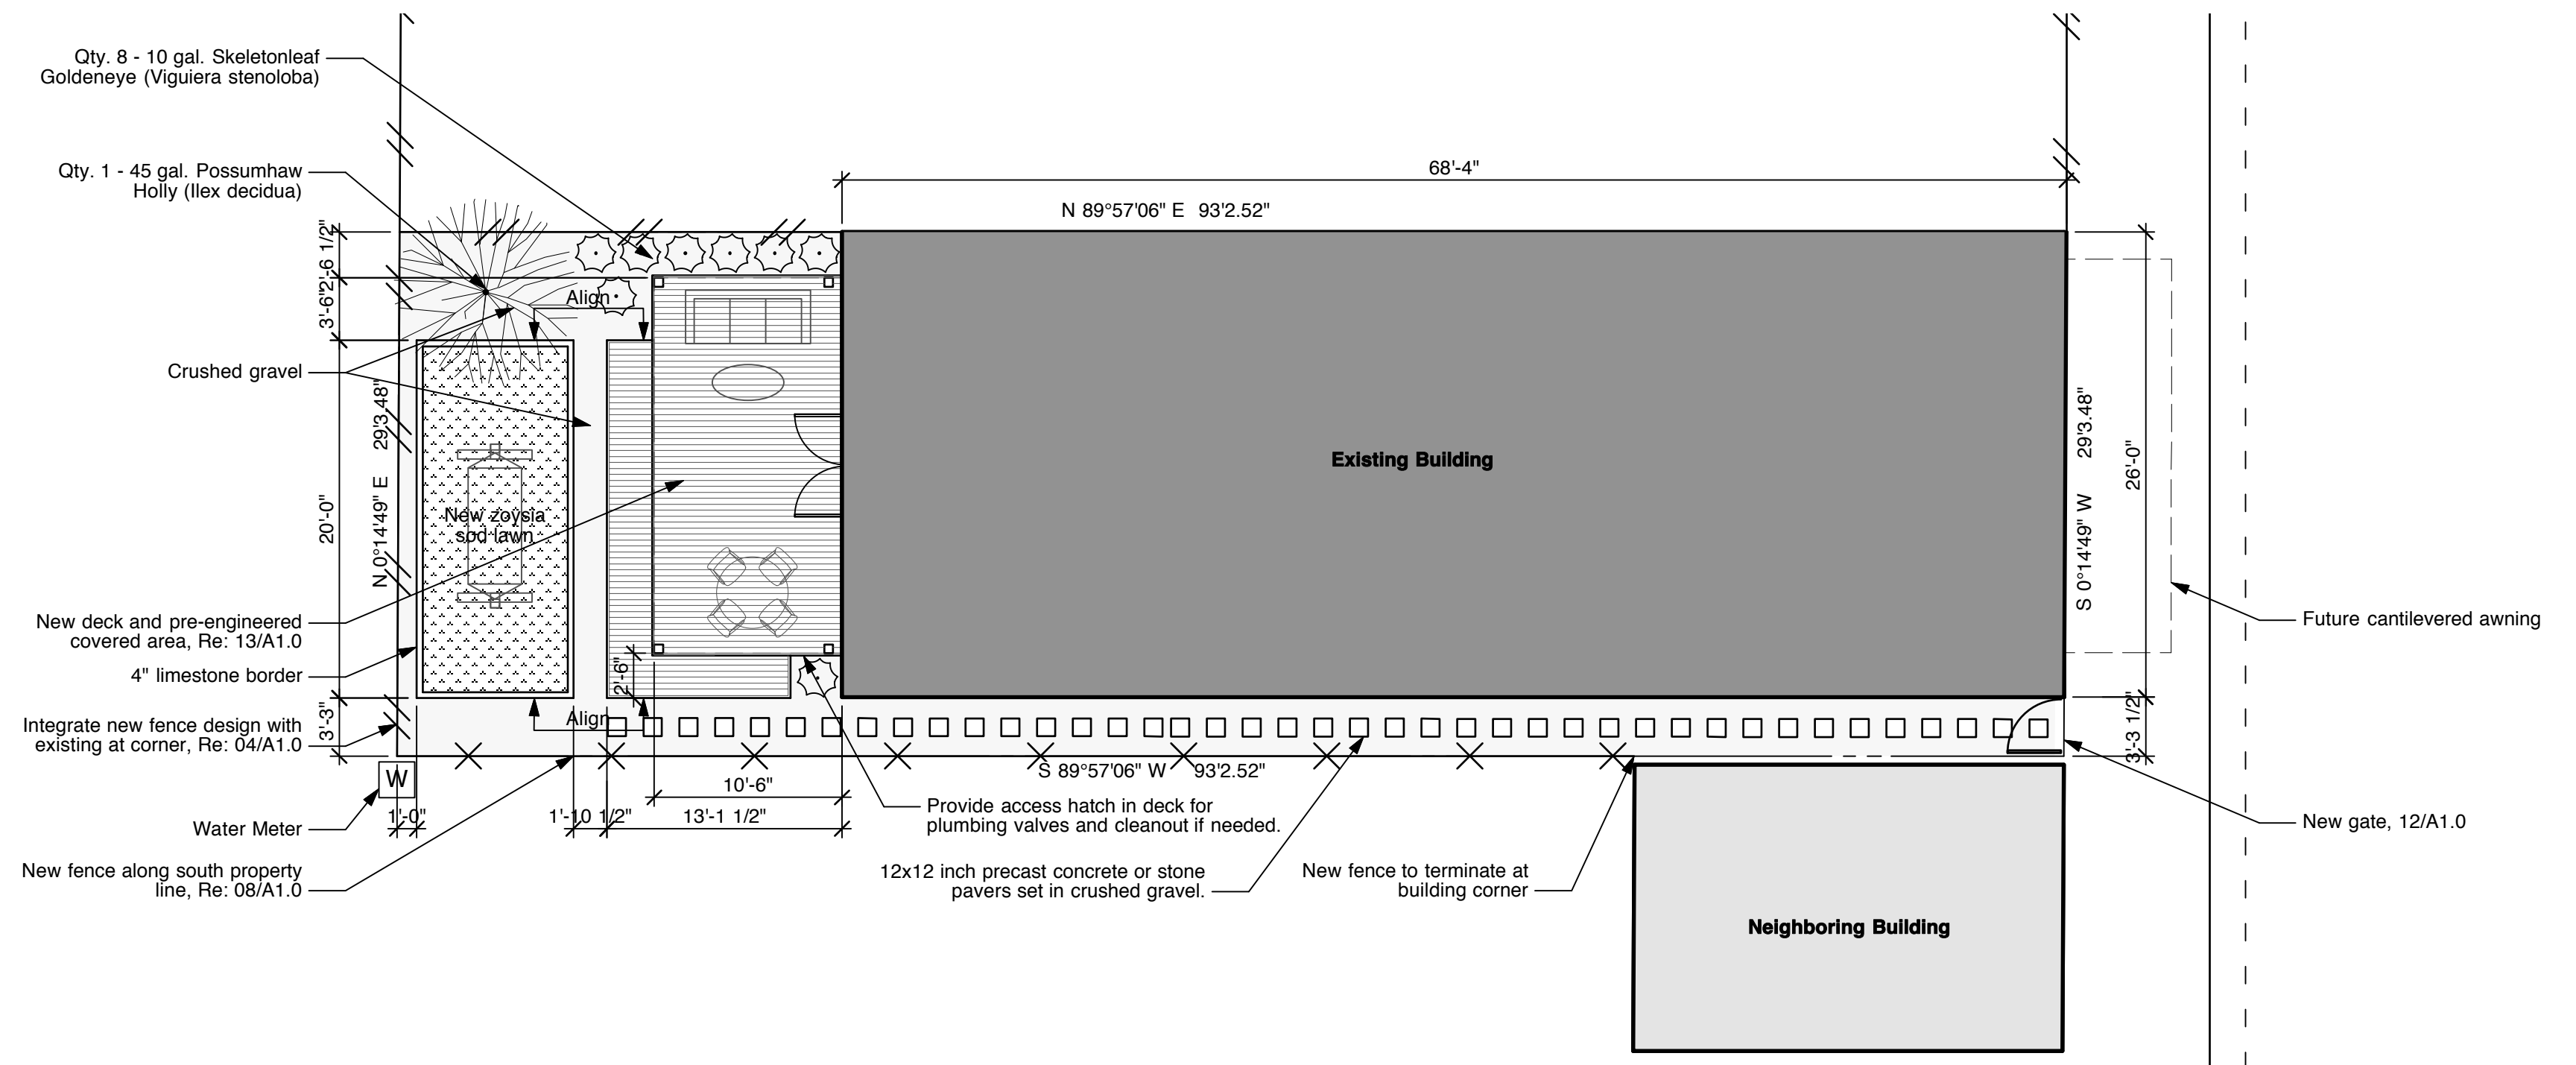 Qty. 8 - 10 gal. Skeletonleaf
Goldeneye (Viguiera stenoloba)
Qty. 1 - 45 gal. Possumhaw
Holly (Ilex decidua)
68'-4"
N 89°57'06" E 93'2.52"
2'-6 1/2"
3'-6"
Align
Crushed gravel
N 0°14'49" E 29'3.48"
20'-0"
New zoysia
sod lawn
Existing Building
S 0°14'49" W 29'3.48"
26'-0"
Future cantilevered awning
New deck and pre-engineered
covered area, Re: 13/A1.0
4" limestone border
2'-6"
Integrate new fence design with
existing at corner, Re: 04/A1.0
3'-3"
Align
3'-3 1/2"
W
S 89°57'06" W 93'2.52"
10'-6"
1'-0"
1'-10 1/2"
13'-1 1/2"
Water Meter
Provide access hatch in deck for
plumbing valves and cleanout if needed.
New gate, 12/A1.0
New fence along south property
line, Re: 08/A1.0
12x12 inch precast concrete or stone
pavers set in crushed gravel.
New fence to terminate at
building corner
Neighboring Building